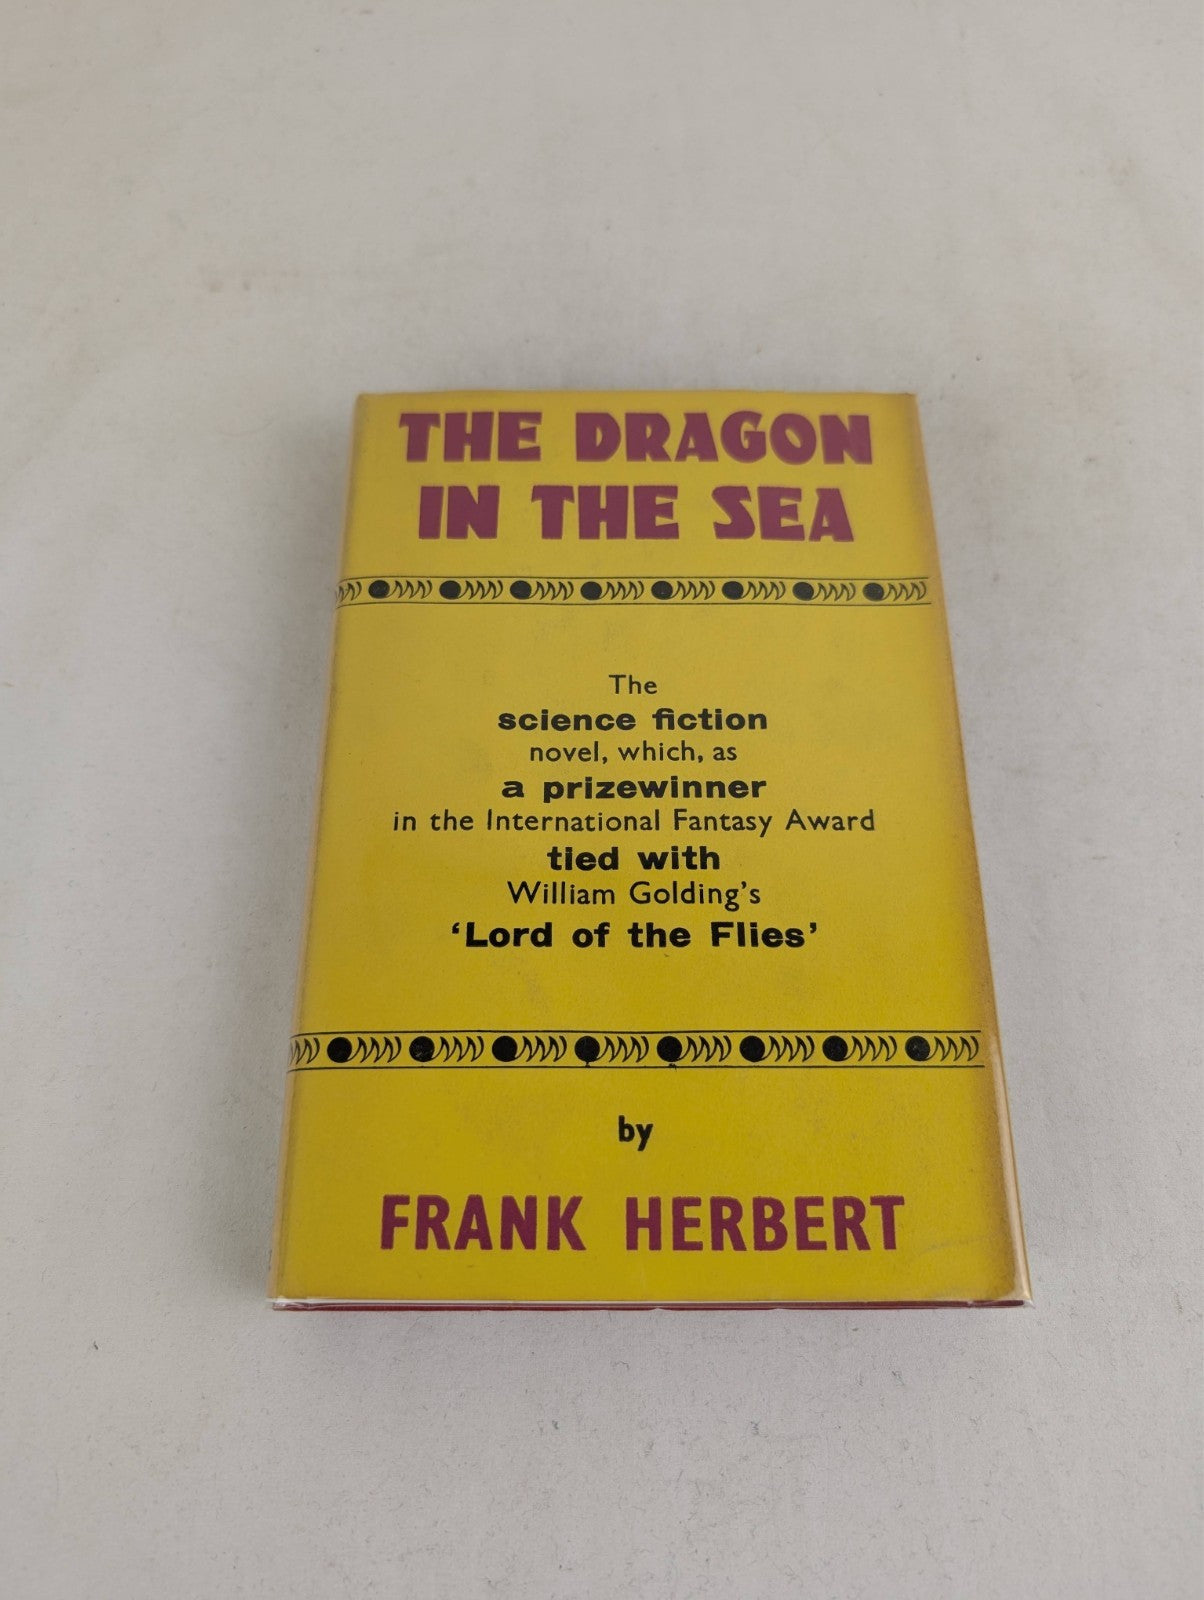 THE DRAGON
IN THE SEA
The
science fiction
novel, which, as
a prizewinner
in the International Fantasy Award
tied with
William Golding's
'Lord of the Flies'
by
FRANK HERBERT